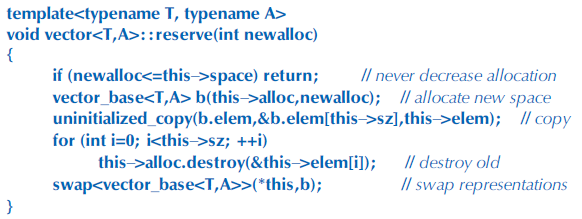 template<typename T, typename A>
void vector<T,A>::reserve(int newalloc)
{
if (newalloc<=this–>space) return; // never decrease allocation
vector_base<T,A> b(this–>alloc,newalloc); // allocate new space
uninitialized_copy(b.elem,&b.elem[this–>sz],this–>elem); // copy
for (int i=0; i<this–>sz; ++i)
this–>alloc.destroy(&this–>elem[i]); // destroy old
swap<vector_base<T,A>>(*this,b); // swap representations
}